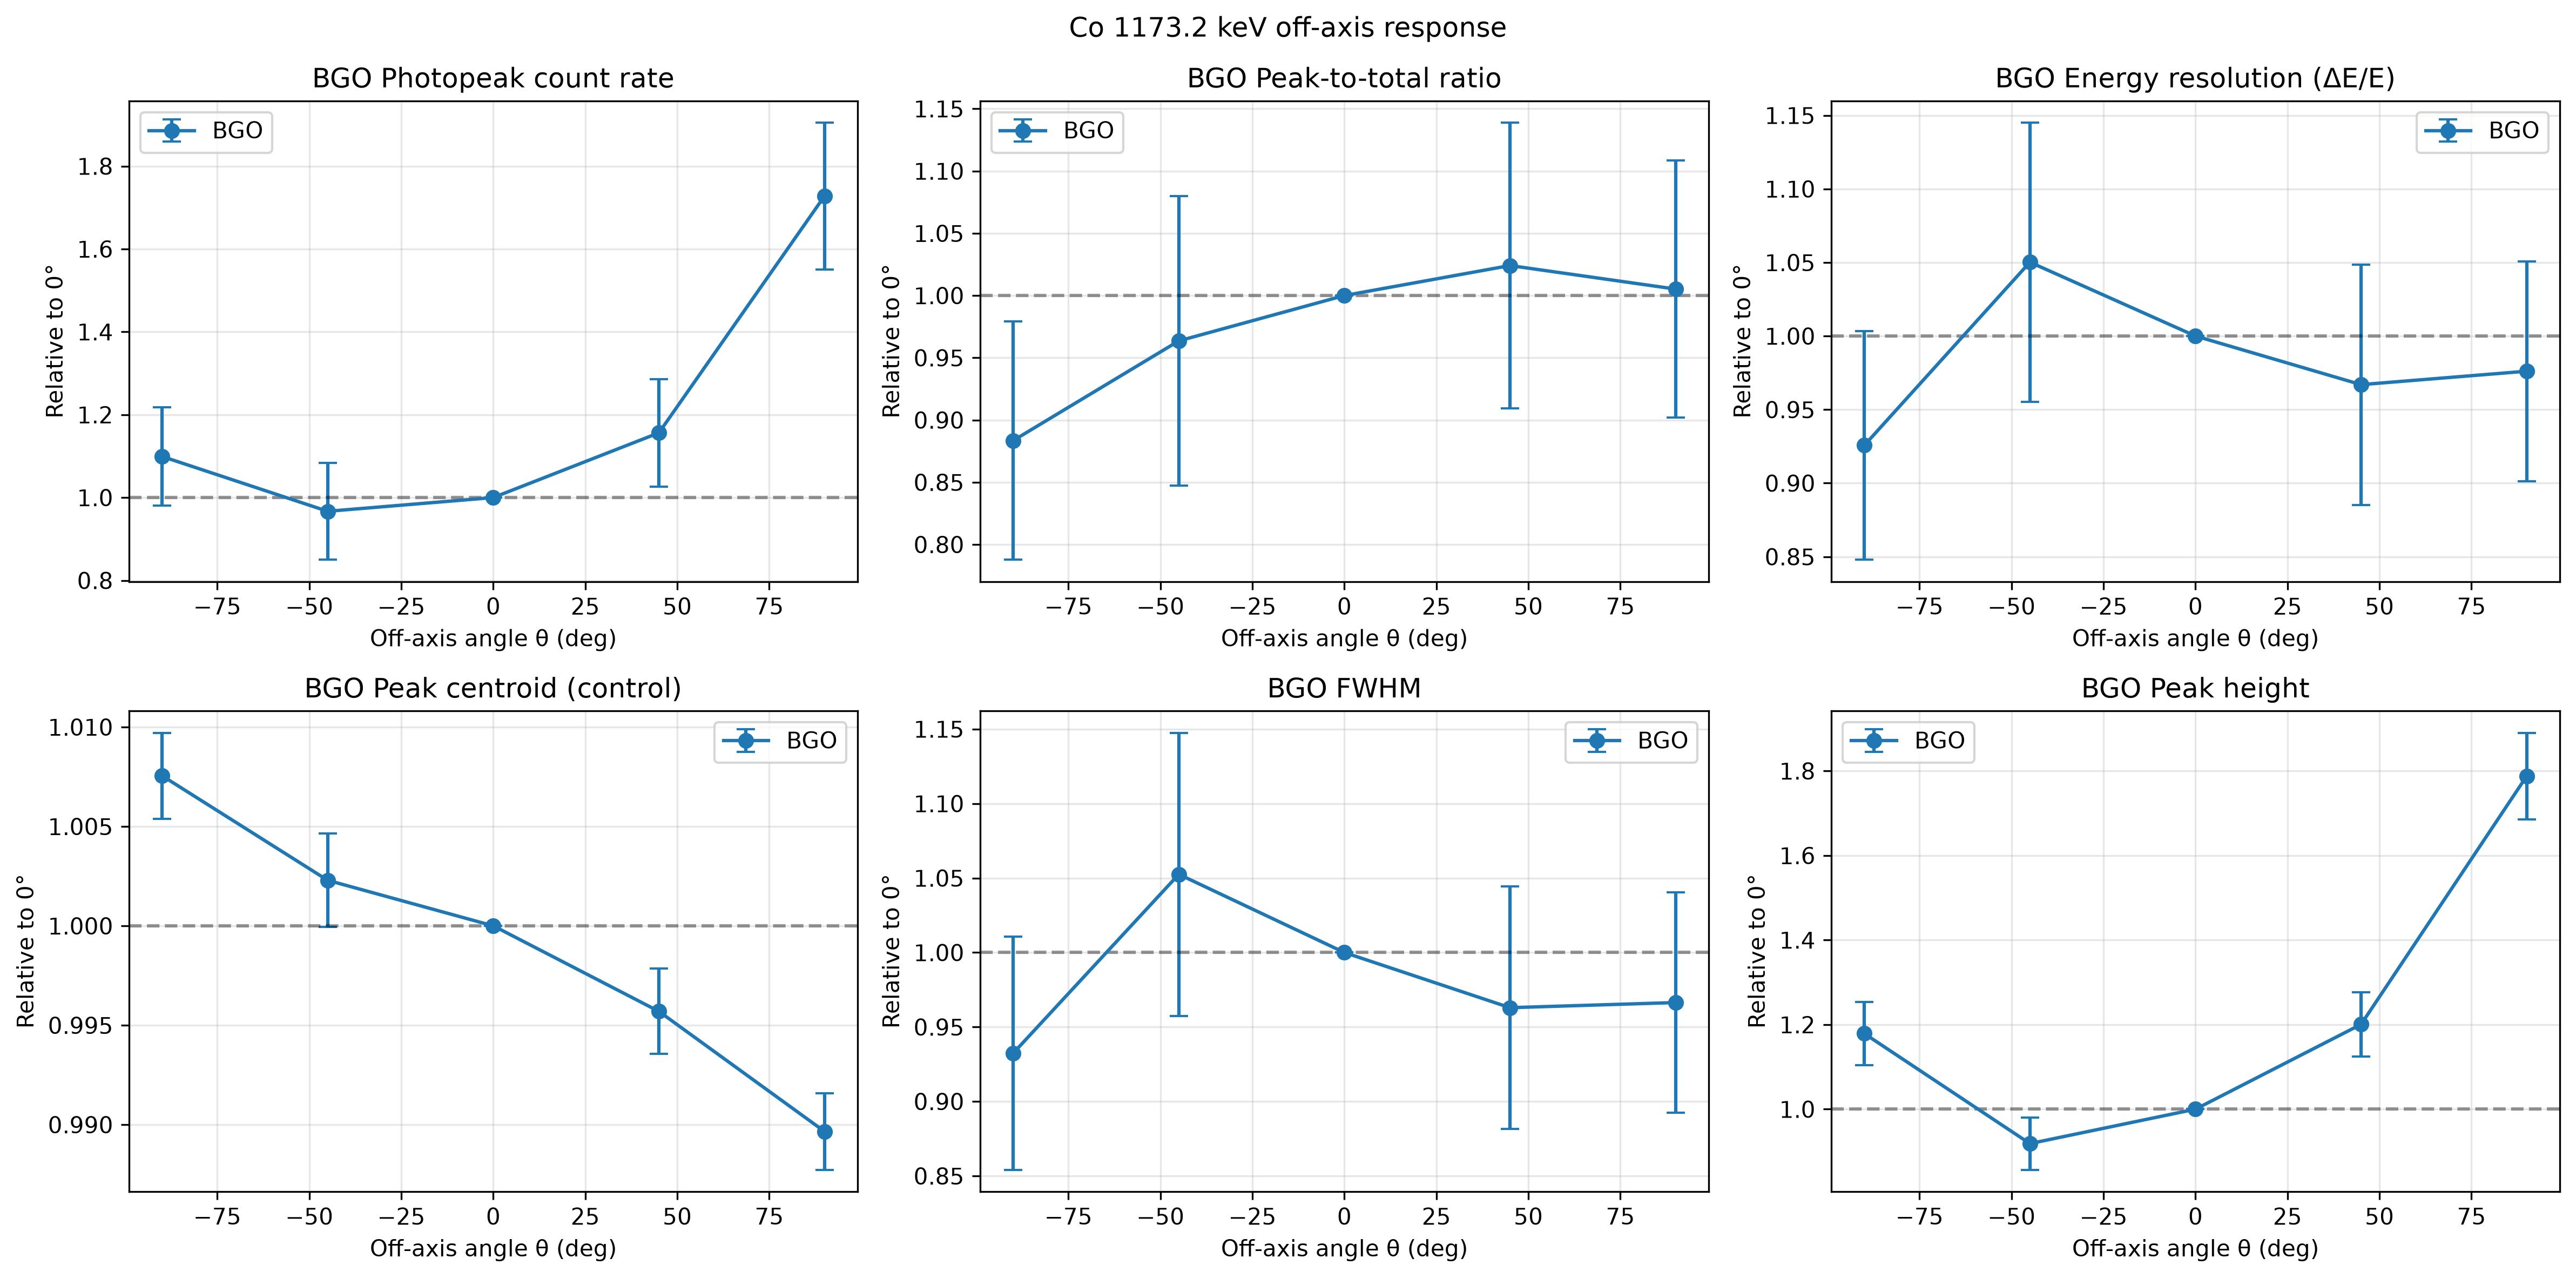 Co 1173.2 keV off-axis response
BGO Photopeak count rate
BGO
Relative to 0°
1.8
1.6
1.4
1.2
1.0
0.8
−75 −50 −25 0 25 50 75
Off-axis angle θ (deg)
BGO Peak-to-total ratio
BGO
Relative to 0°
1.15
1.10
1.05
1.00
0.95
0.90
0.85
0.80
−75 −50 −25 0 25 50 75
Off-axis angle θ (deg)
BGO Energy resolution (ΔE/E)
BGO
Relative to 0°
1.15
1.10
1.05
1.00
0.95
0.90
0.85
−75 −50 −25 0 25 50 75
Off-axis angle θ (deg)
BGO Peak centroid (control)
BGO
Relative to 0°
1.010
1.005
1.000
0.995
0.990
−75 −50 −25 0 25 50 75
Off-axis angle θ (deg)
BGO FWHM
BGO
Relative to 0°
1.15
1.10
1.05
1.00
0.95
0.90
0.85
−75 −50 −25 0 25 50 75
Off-axis angle θ (deg)
BGO Peak height
BGO
Relative to 0°
1.8
1.6
1.4
1.2
1.0
−75 −50 −25 0 25 50 75
Off-axis angle θ (deg)